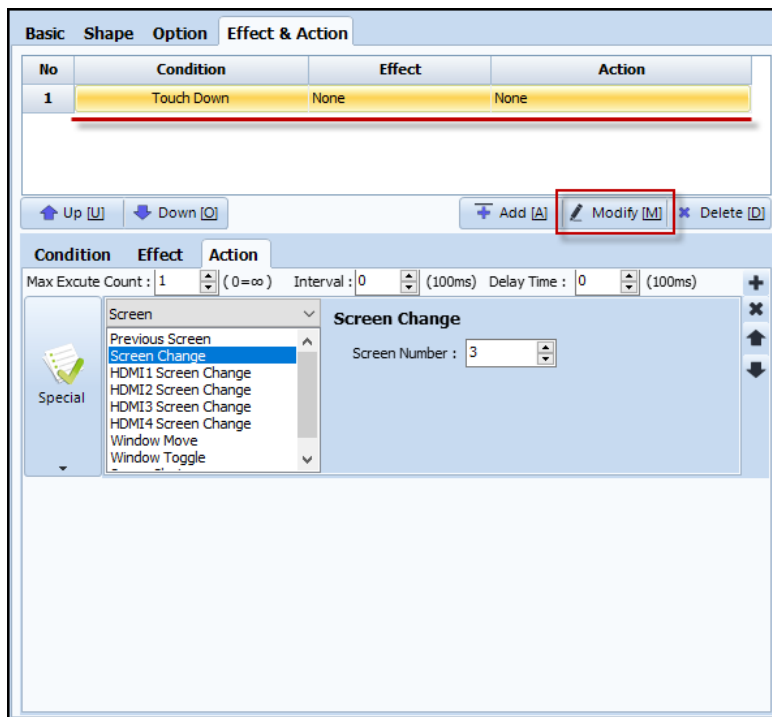 Basic Shape Option Effect & Action
No Condition Effect Action
1 Touch Down None None
Up [U] Down [O] Add [A] Modify [M] Delete [D]
Condition Effect Action
Max Excute Count : 1 ( 0=∞ ) Interval : 0 (100ms) Delay Time : 0 (100ms)
Special
Screen
Previous Screen
Screen Change
HDMI1 Screen Change
HDMI2 Screen Change
HDMI3 Screen Change
HDMI4 Screen Change
Window Move
Window Toggle
Screen Change
Screen Number : 3